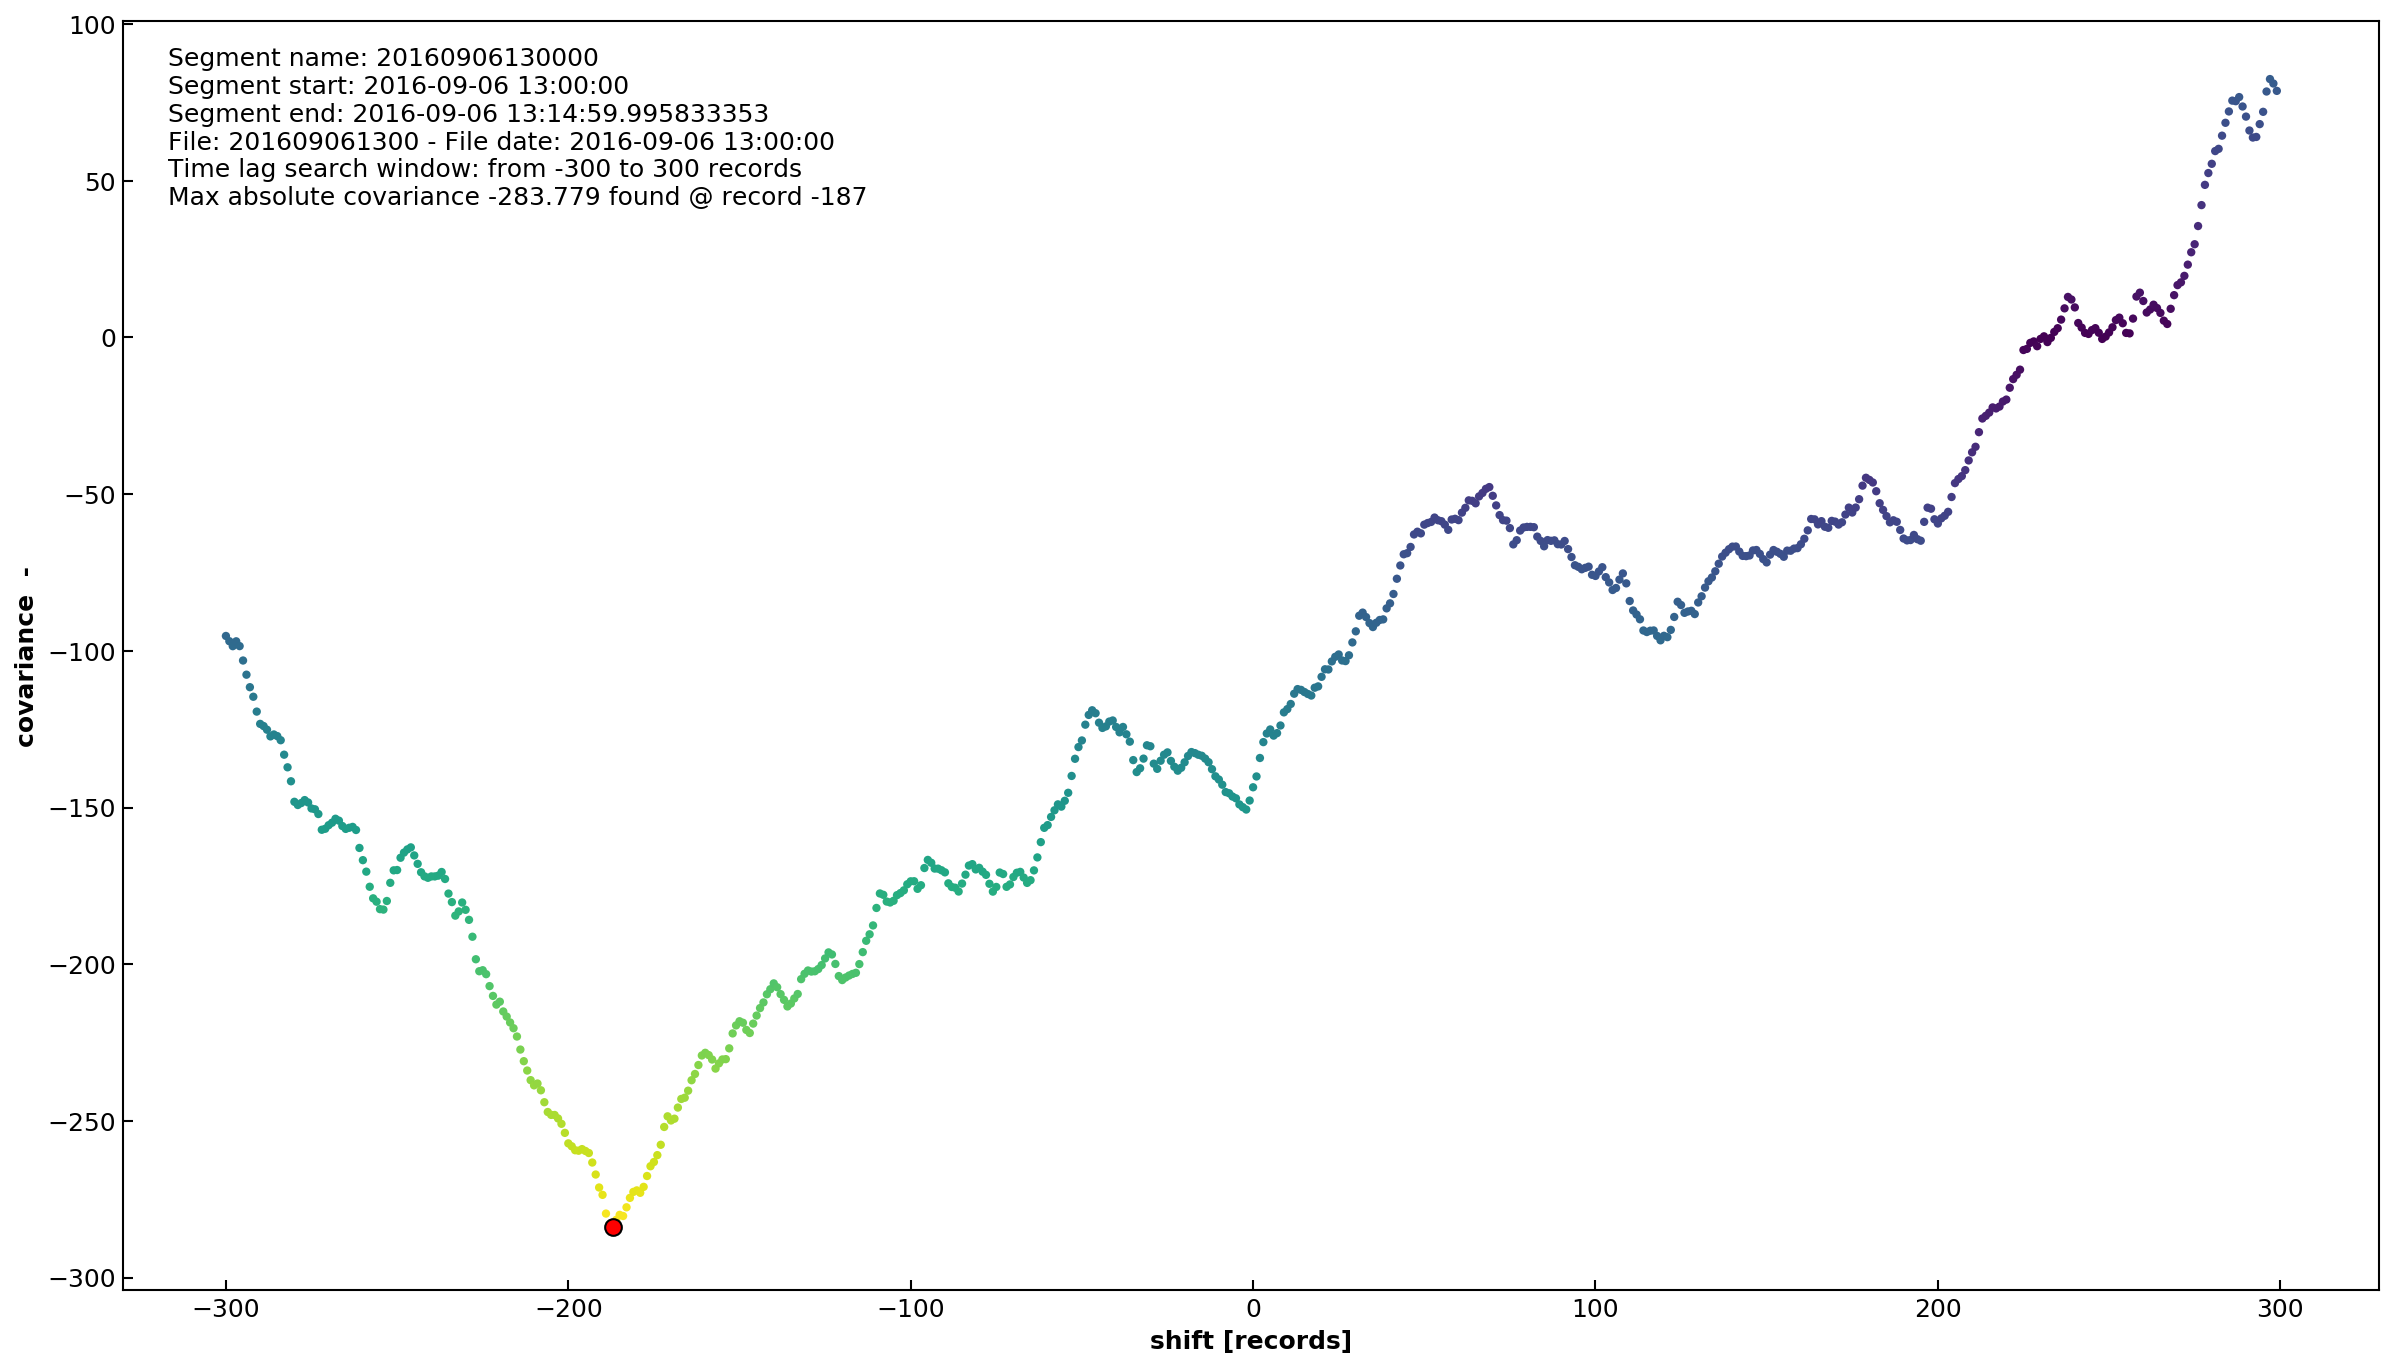 Segment name: 20160906130000
Segment start: 2016-09-06 13:00:00
Segment end: 2016-09-06 13:14:59.995833353
File: 201609061300 - File date: 2016-09-06 13:00:00
Time lag search window: from -300 to 300 records
Max absolute covariance -283.779 found @ record -187
100
50
0
−50
−100
−150
−200
−250
−300
covariance -
−300 −200 −100 0 100 200 300
shift [records]